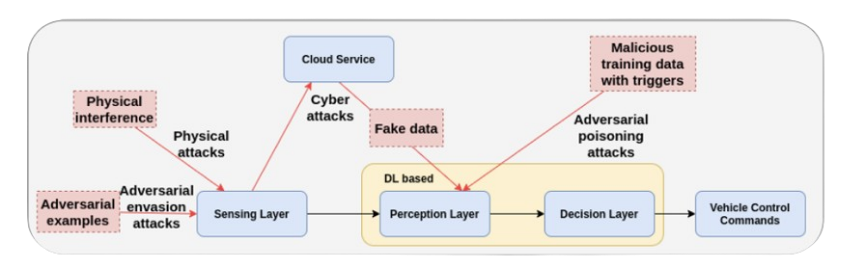 Cloud Service
Malicious
training data
with triggers
Physical
interference
Cyber
attacks
Fake data
Physical
attacks
Adversarial
poisoning
attacks
DL based
Adversarial
examples
Adversarial
envasion
attacks
Sensing Layer
Perception Layer
Decision Layer
Vehicle Control
Commands